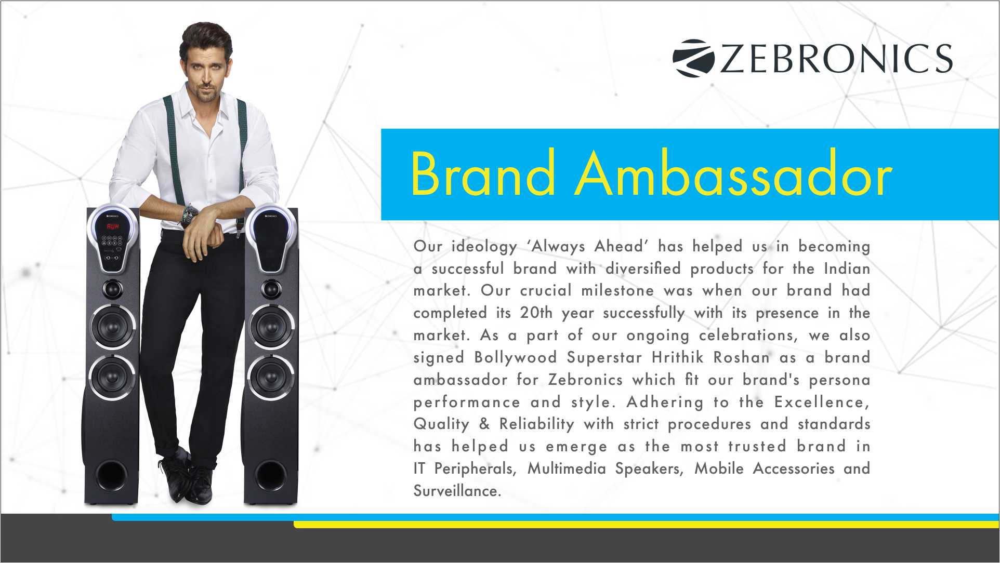 ZEBRONICS
Brand Ambassador
Our ideology ‘Always Ahead’ has helped us in becoming
a successful brand with diversified products for the Indian
market. Our crucial milestone was when our brand had
completed its 20th year successfully with its presence in the
market. As a part of our ongoing celebrations, we also
signed Bollywood Superstar Hrithik Roshan as a brand
ambassador for Zebronics which fit our brand's persona
performance and style. Adhering to the Excellence,
Quality & Reliability with strict procedures and standards
has helped us emerge as the most trusted brand in
IT Peripherals, Multimedia Speakers, Mobile Accessories and
Surveillance.
ZEBRONICS
AUX
ZEBRONICS